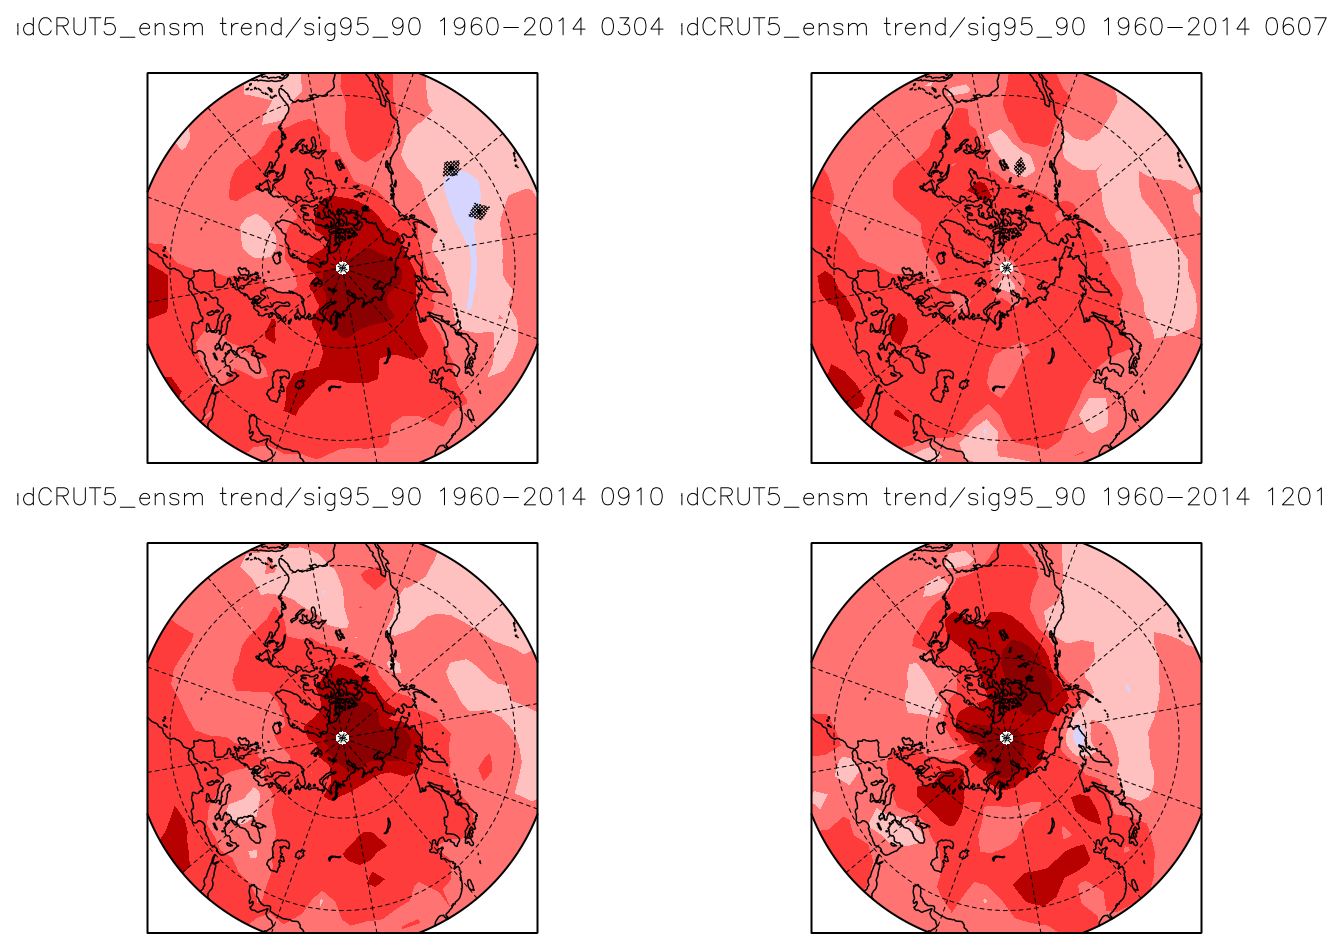 ıdCRUT5_ensm trend/sig95_90 1960−2014 0304
ıdCRUT5_ensm trend/sig95_90 1960−2014 0607
ıdCRUT5_ensm trend/sig95_90 1960−2014 0910
ıdCRUT5_ensm trend/sig95_90 1960−2014 1201